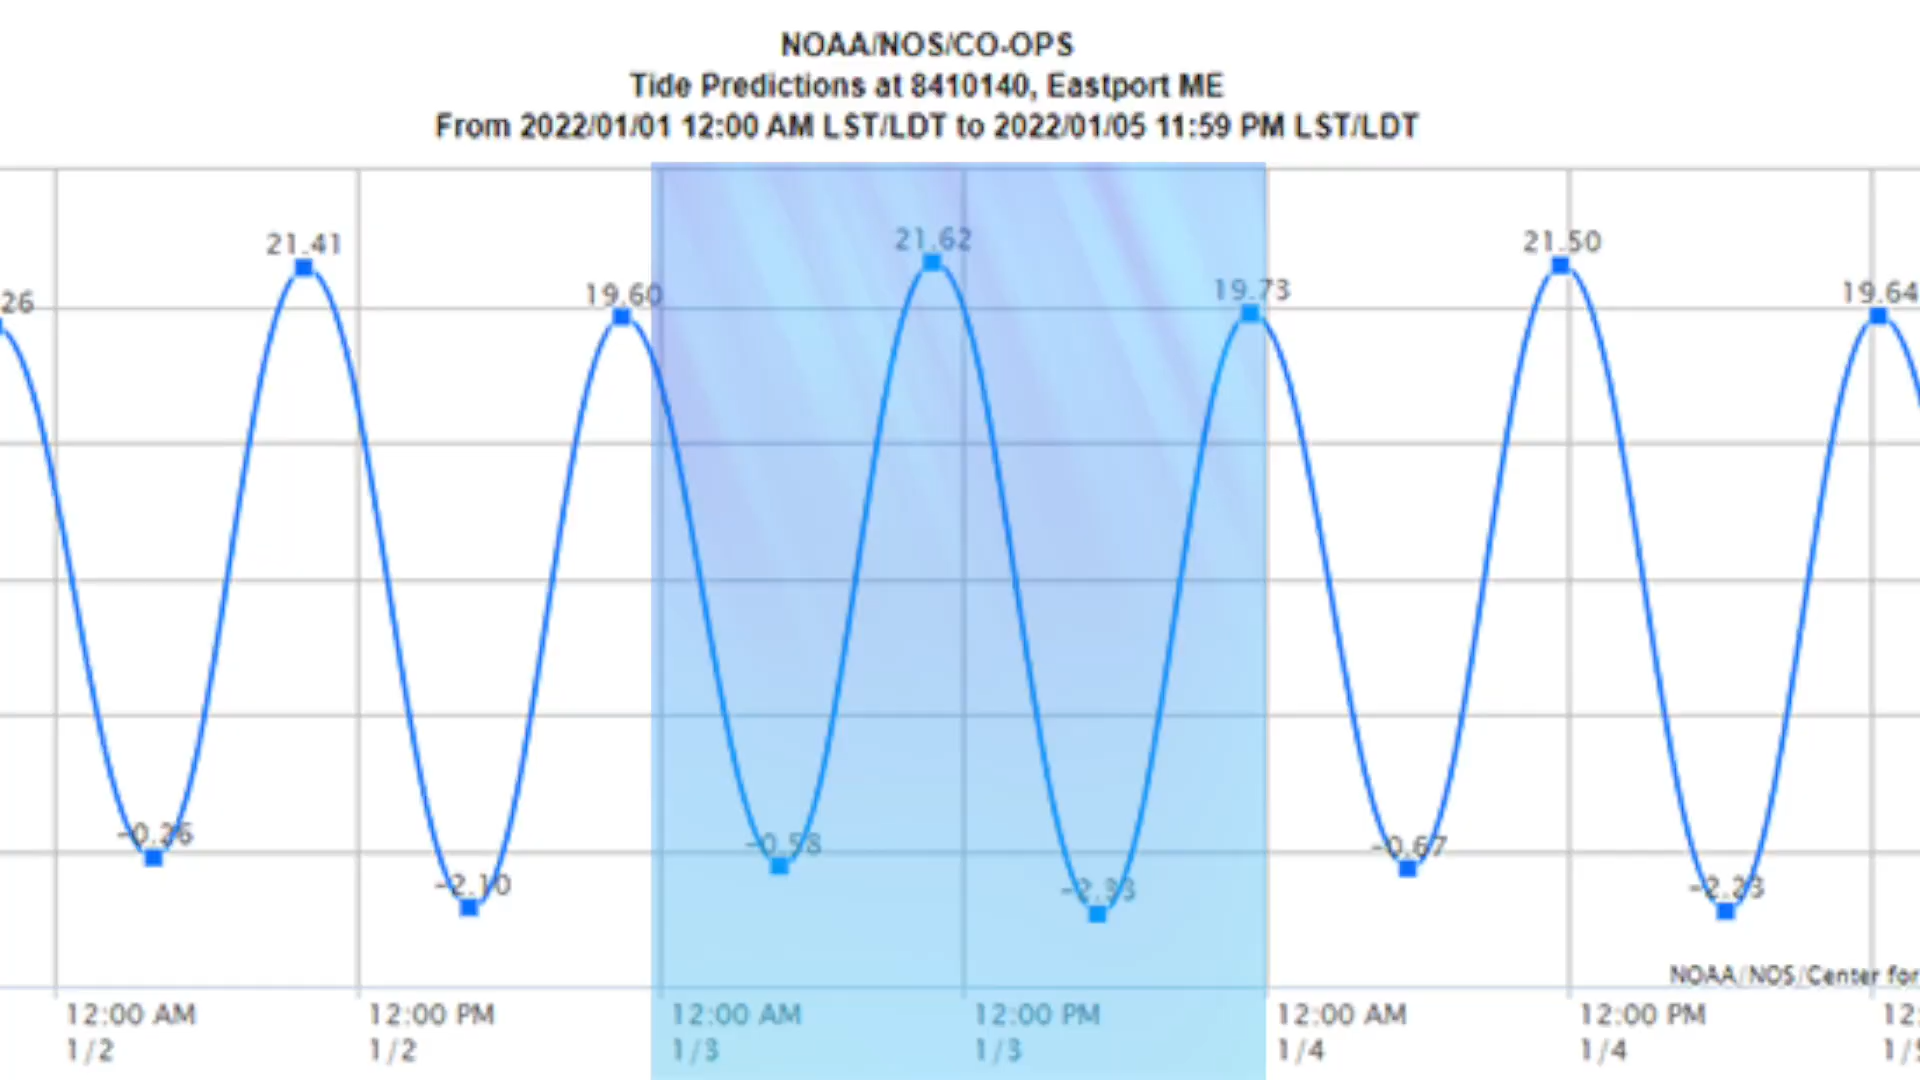 NOAA/NOS/CO-OPS
Tide Predictions at 8410140, Eastport ME
From 2022/01/01 12:00 AM LST/LDT to 2022/01/05 11:59 PM LST/LDT
26
21.41
19.60
21.62
19.73
21.50
19.64
-0.26
-2.10
-0.58
-2.33
-0.67
-2.23
NOAA/NOS/Center for
12:00 AM
1/2
12:00 PM
1/2
12:00 AM
1/3
12:00 PM
1/3
12:00 AM
1/4
12:00 PM
1/4
12:
1/